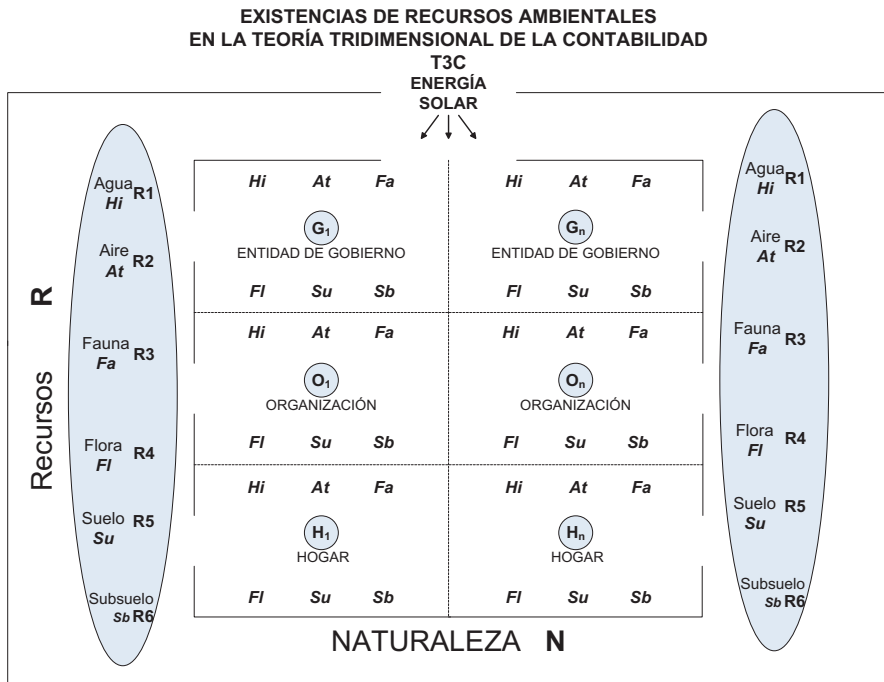 EXISTENCIAS DE RECURSOS AMBIENTALES
EN LA TEORÍA TRIDIMENSIONAL DE LA CONTABILIDAD
T3C
ENERGÍA
SOLAR
Recursos R
Agua
Hi R1
Aire
At R2
Fauna
Fa R3
Flora
Fl R4
Suelo
Su R5
Subsuelo
Sb R6
Hi At Fa
G1
ENTIDAD DE GOBIERNO
Fl Su Sb
Hi At Fa
Gn
ENTIDAD DE GOBIERNO
Fl Su Sb
Hi At Fa
O1
ORGANIZACIÓN
Fl Su Sb
Hi At Fa
On
ORGANIZACIÓN
Fl Su Sb
Hi At Fa
H1
HOGAR
Fl Su Sb
Hi At Fa
Hn
HOGAR
Fl Su Sb
Agua
Hi R1
Aire
At R2
Fauna
Fa R3
Flora
Fl R4
Suelo
Su R5
Subsuelo
Sb R6
NATURALEZA N